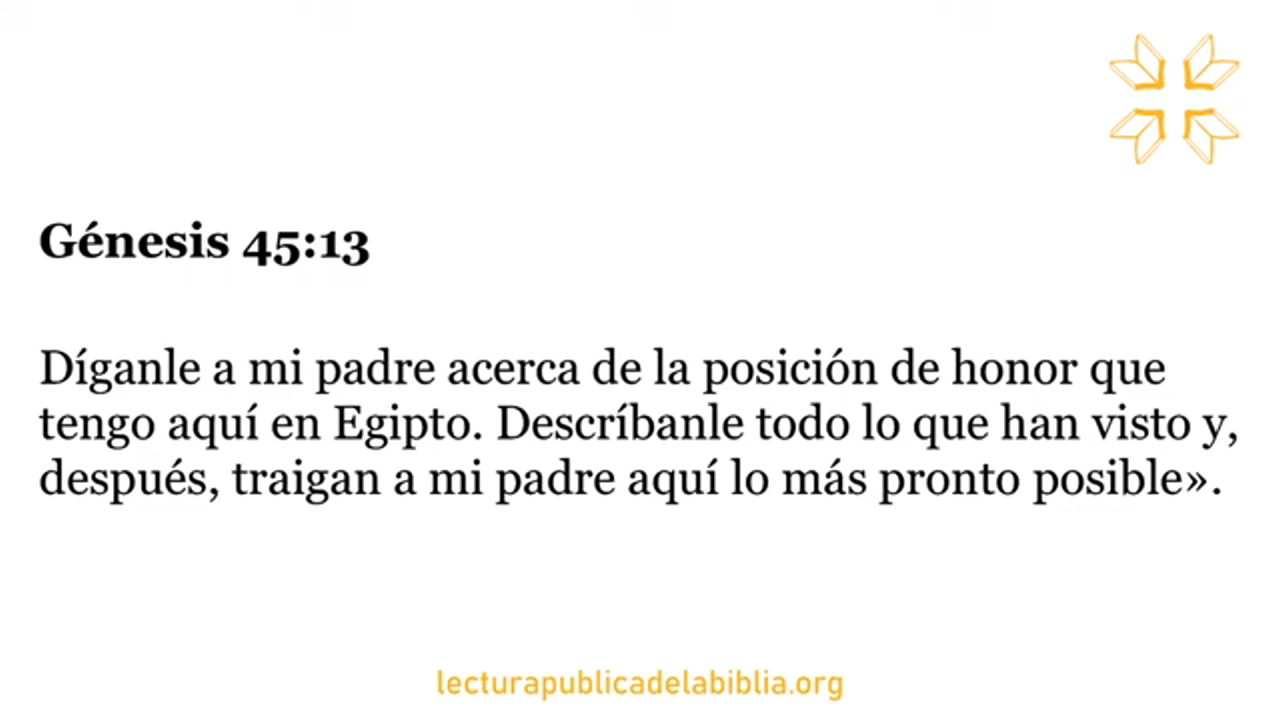 Génesis 45:13
Díganle a mi padre acerca de la posición de honor que
tengo aquí en Egipto. Descríbanle todo lo que han visto y,
después, traigan a mi padre aquí lo más pronto posible».
lecturapublicadelabiblia.org